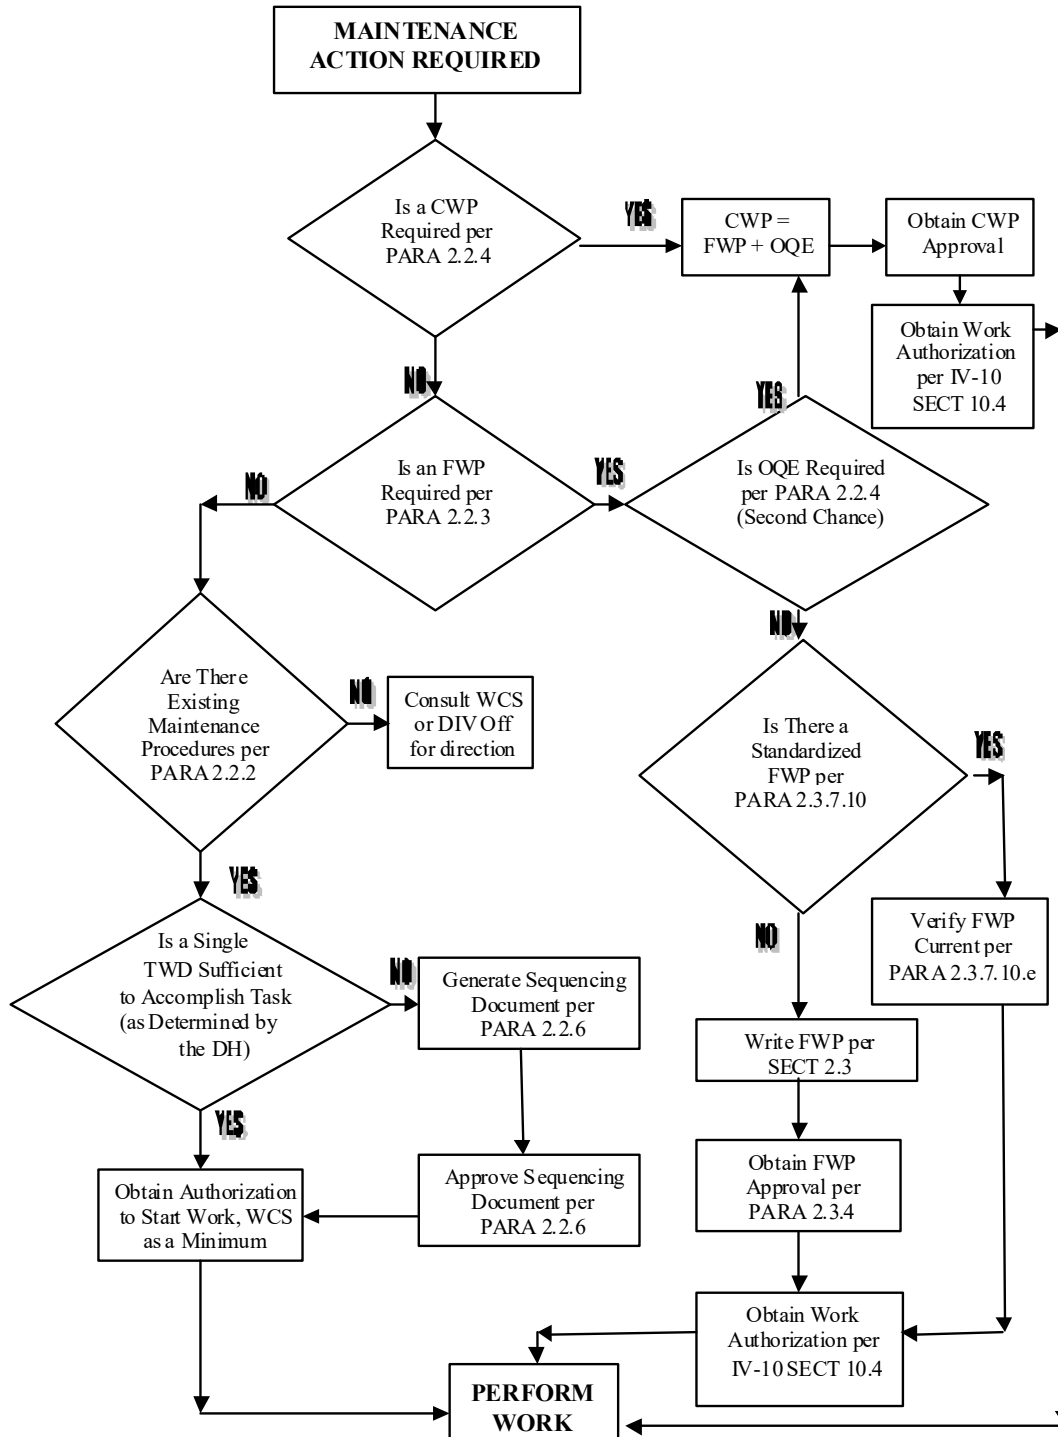 MAINTENANCE
ACTION REQUIRED
Is a CWP
Required per
PARA 2.2.4
YES
CWP =
FWP + OQE
Obtain CWP
Approval
Obtain Work
Authorization
per IV-10
SECT 10.4
NO
Is an FWP
Required per
PARA 2.2.3
NO
YES
YES
Is OQE Required
per PARA 2.2.4
(Second Chance)
NO
Are There
Existing
Maintenance
Procedures per
PARA 2.2.2
NO
Consult WCS
or DIV Off
for direction
Is There a
Standardized
FWP per
PARA 2.3.7.10
YES
YES
Is a Single
TWD Sufficient
to Accomplish Task
(as Determined by
the DH)
NO
Generate Sequencing
Document per
PARA 2.2.6
NO
Verify FWP
Current per
PARA 2.3.7.10.e
Write FWP per
SECT 2.3
YES
Obtain Authorization
to Start Work, WCS
as a Minimum
Approve Sequencing
Document per
PARA 2.2.6
Obtain FWP
Approval per
PARA 2.3.4
Obtain Work
Authorization per
IV-10 SECT 10.4
PERFORM
WORK